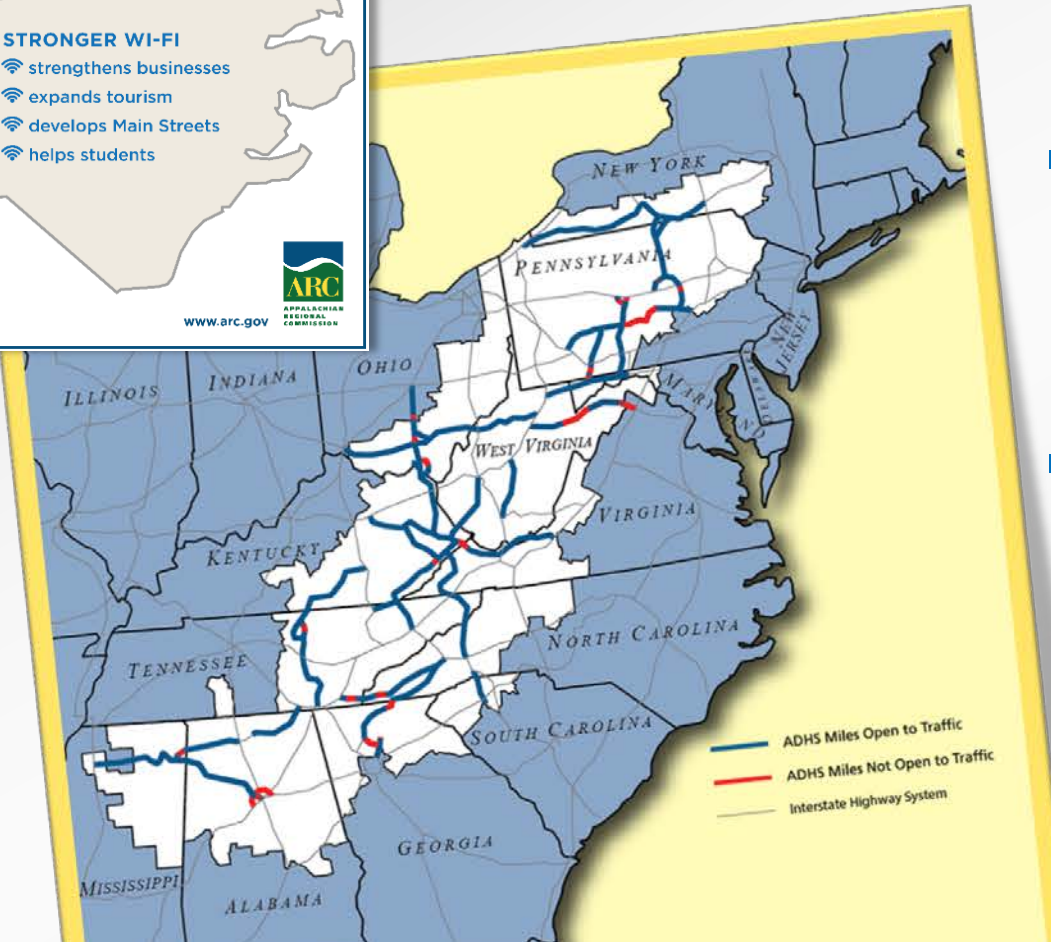 STRONGER WI-FI
strengthens businesses
expands tourism
develops Main Streets
helps students
ARC
APPALACHIAN
REGIONAL
COMMISSION
www.arc.gov
NEW YORK
PENNSYLVANIA
NEW
JERSEY
OHIO
INDIANA
ILLINOIS
MARYLAND
DELAWARE
WEST VIRGINIA
VIRGINIA
KENTUCKY
NORTH CAROLINA
TENNESSEE
SOUTH CAROLINA
GEORGIA
MISSISSIPPI
ALABAMA
ADHS Miles Open to Traffic
ADHS Miles Not Open to Traffic
Interstate Highway System